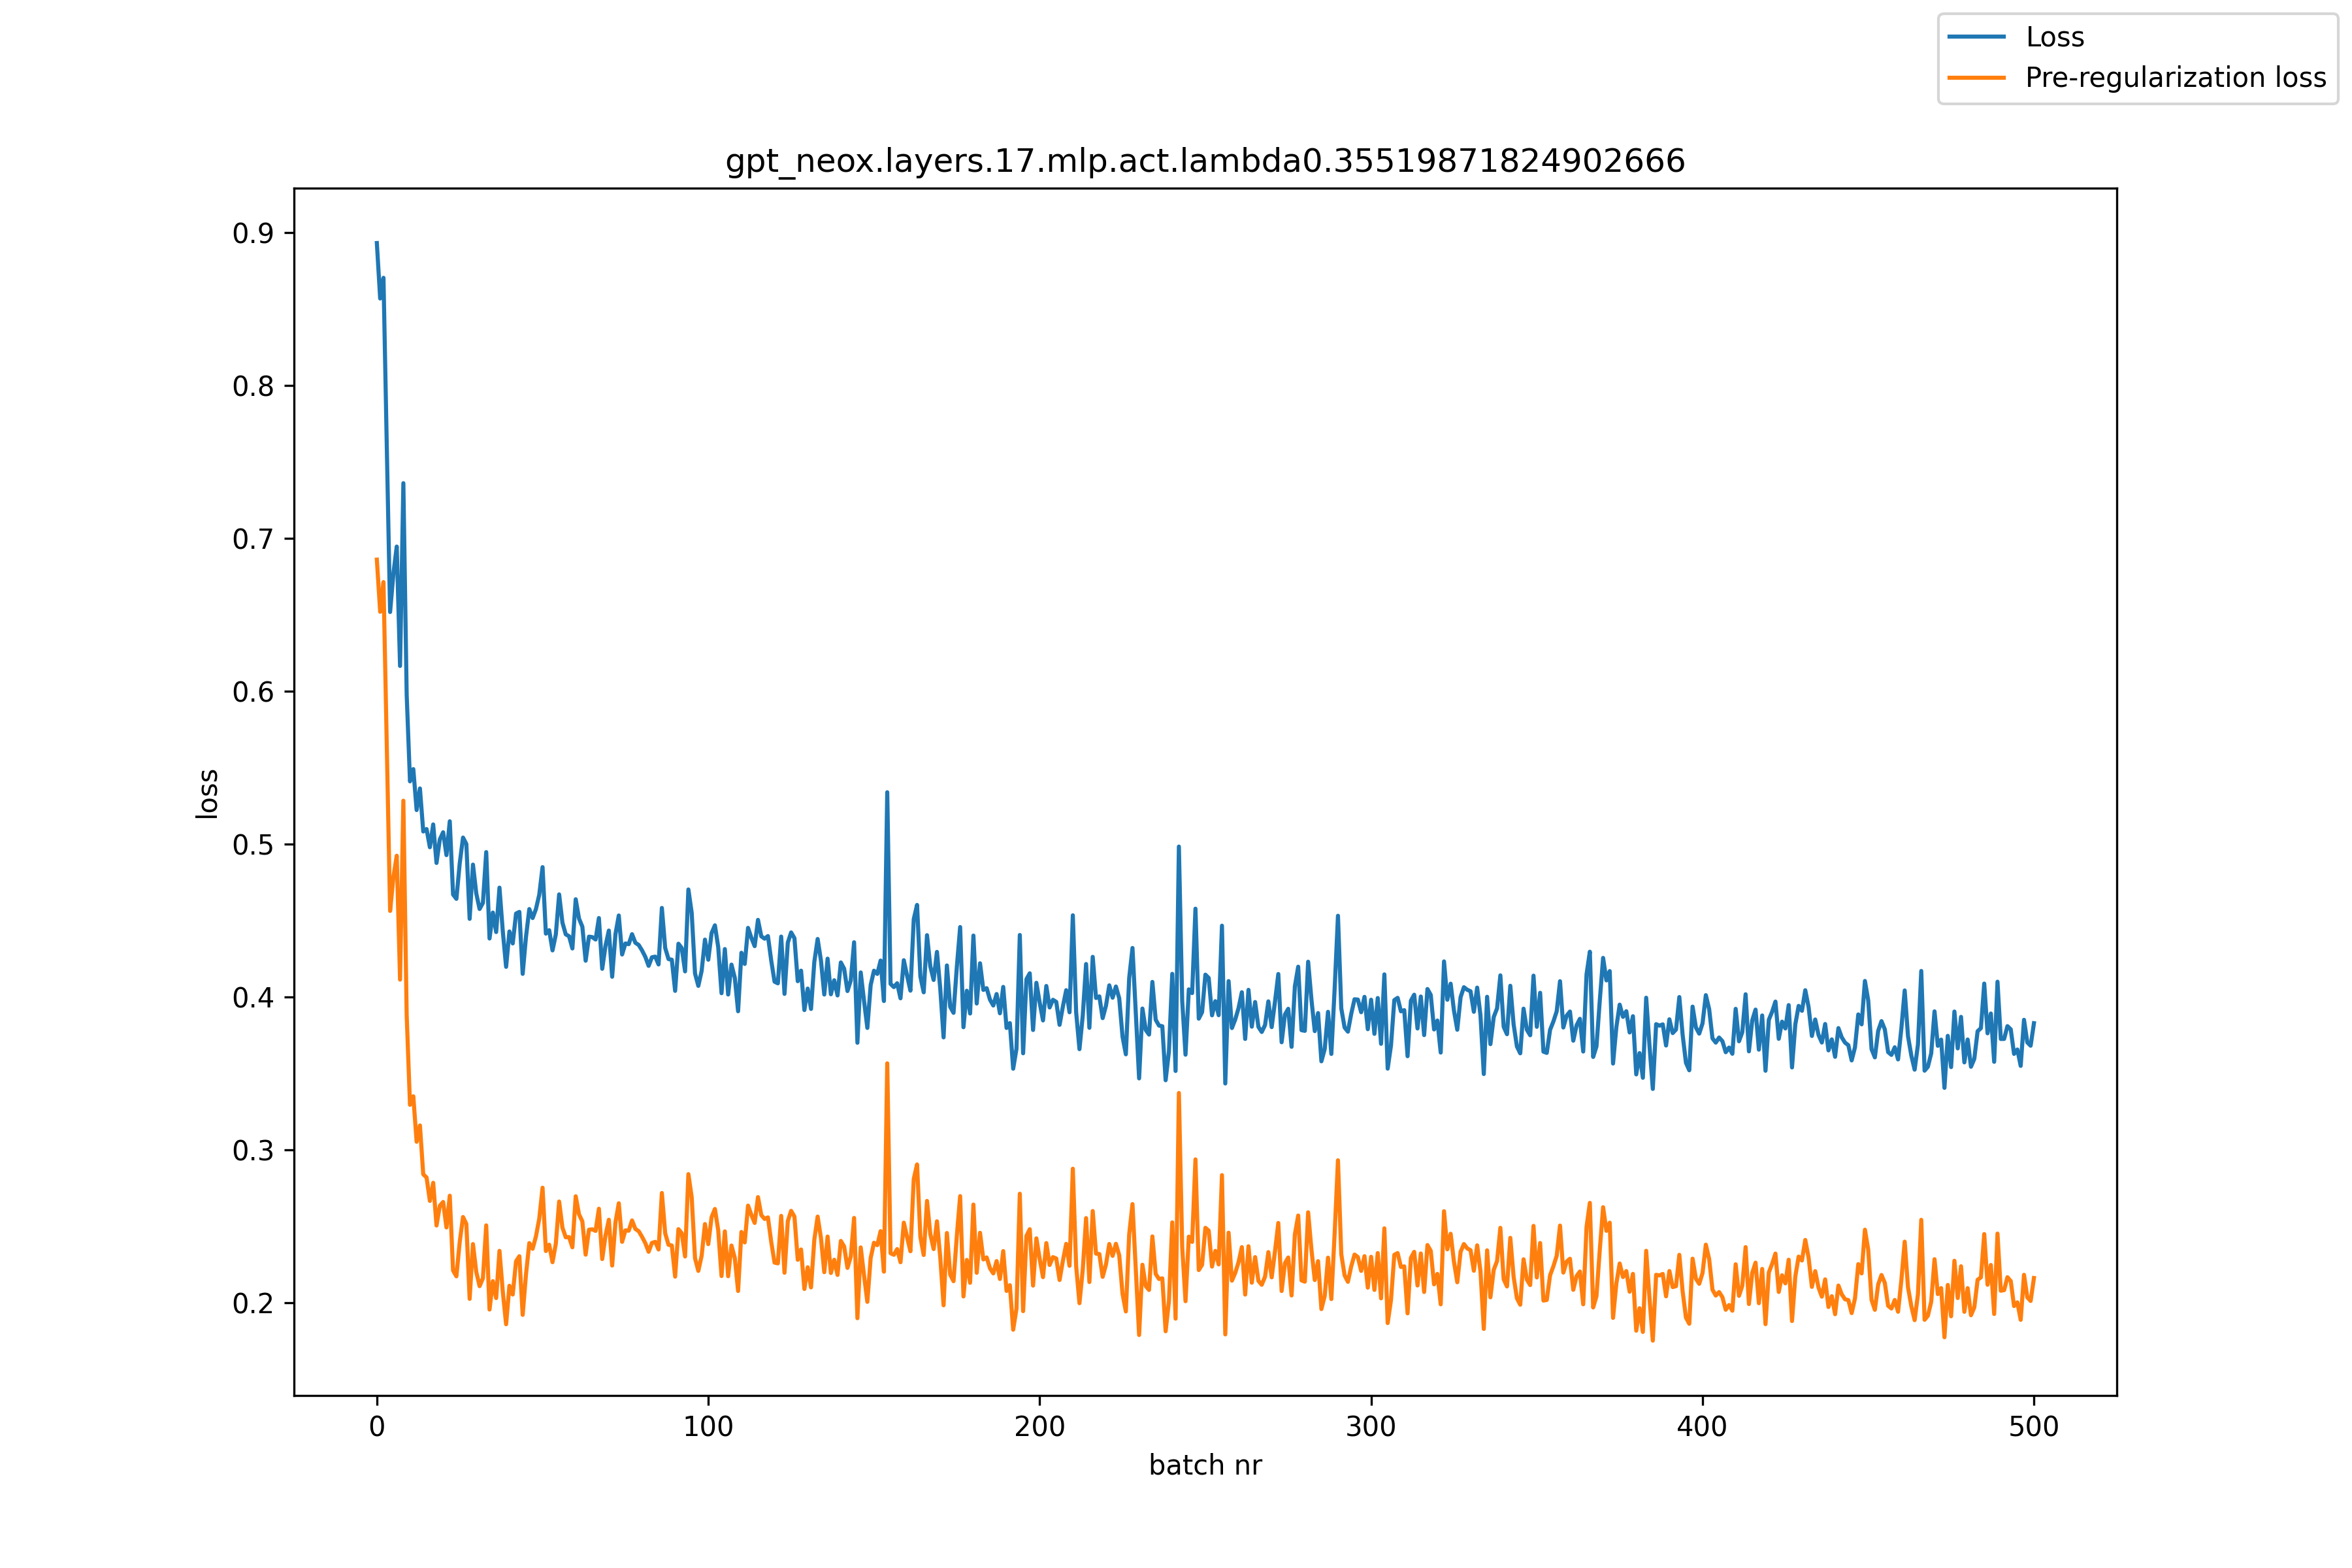 Loss
Pre-regularization loss
gpt_neox.layers.17.mlp.act.lambda0.35519871824902666
0.9
0.8
0.7
0.6
0.5
0.4
0.3
0.2
loss
0 100 200 300 400 500
batch nr